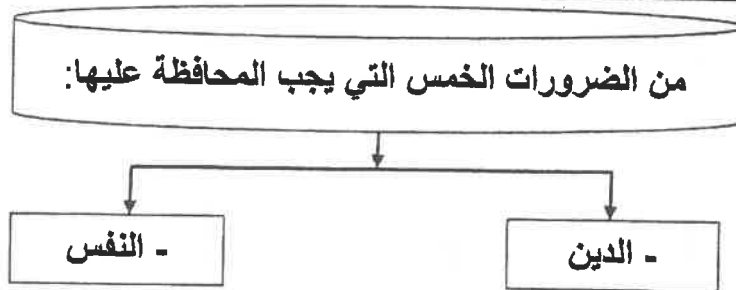 من الضرورات الخمس التي يجب المحافظة عليها:
- الدين
- النفس